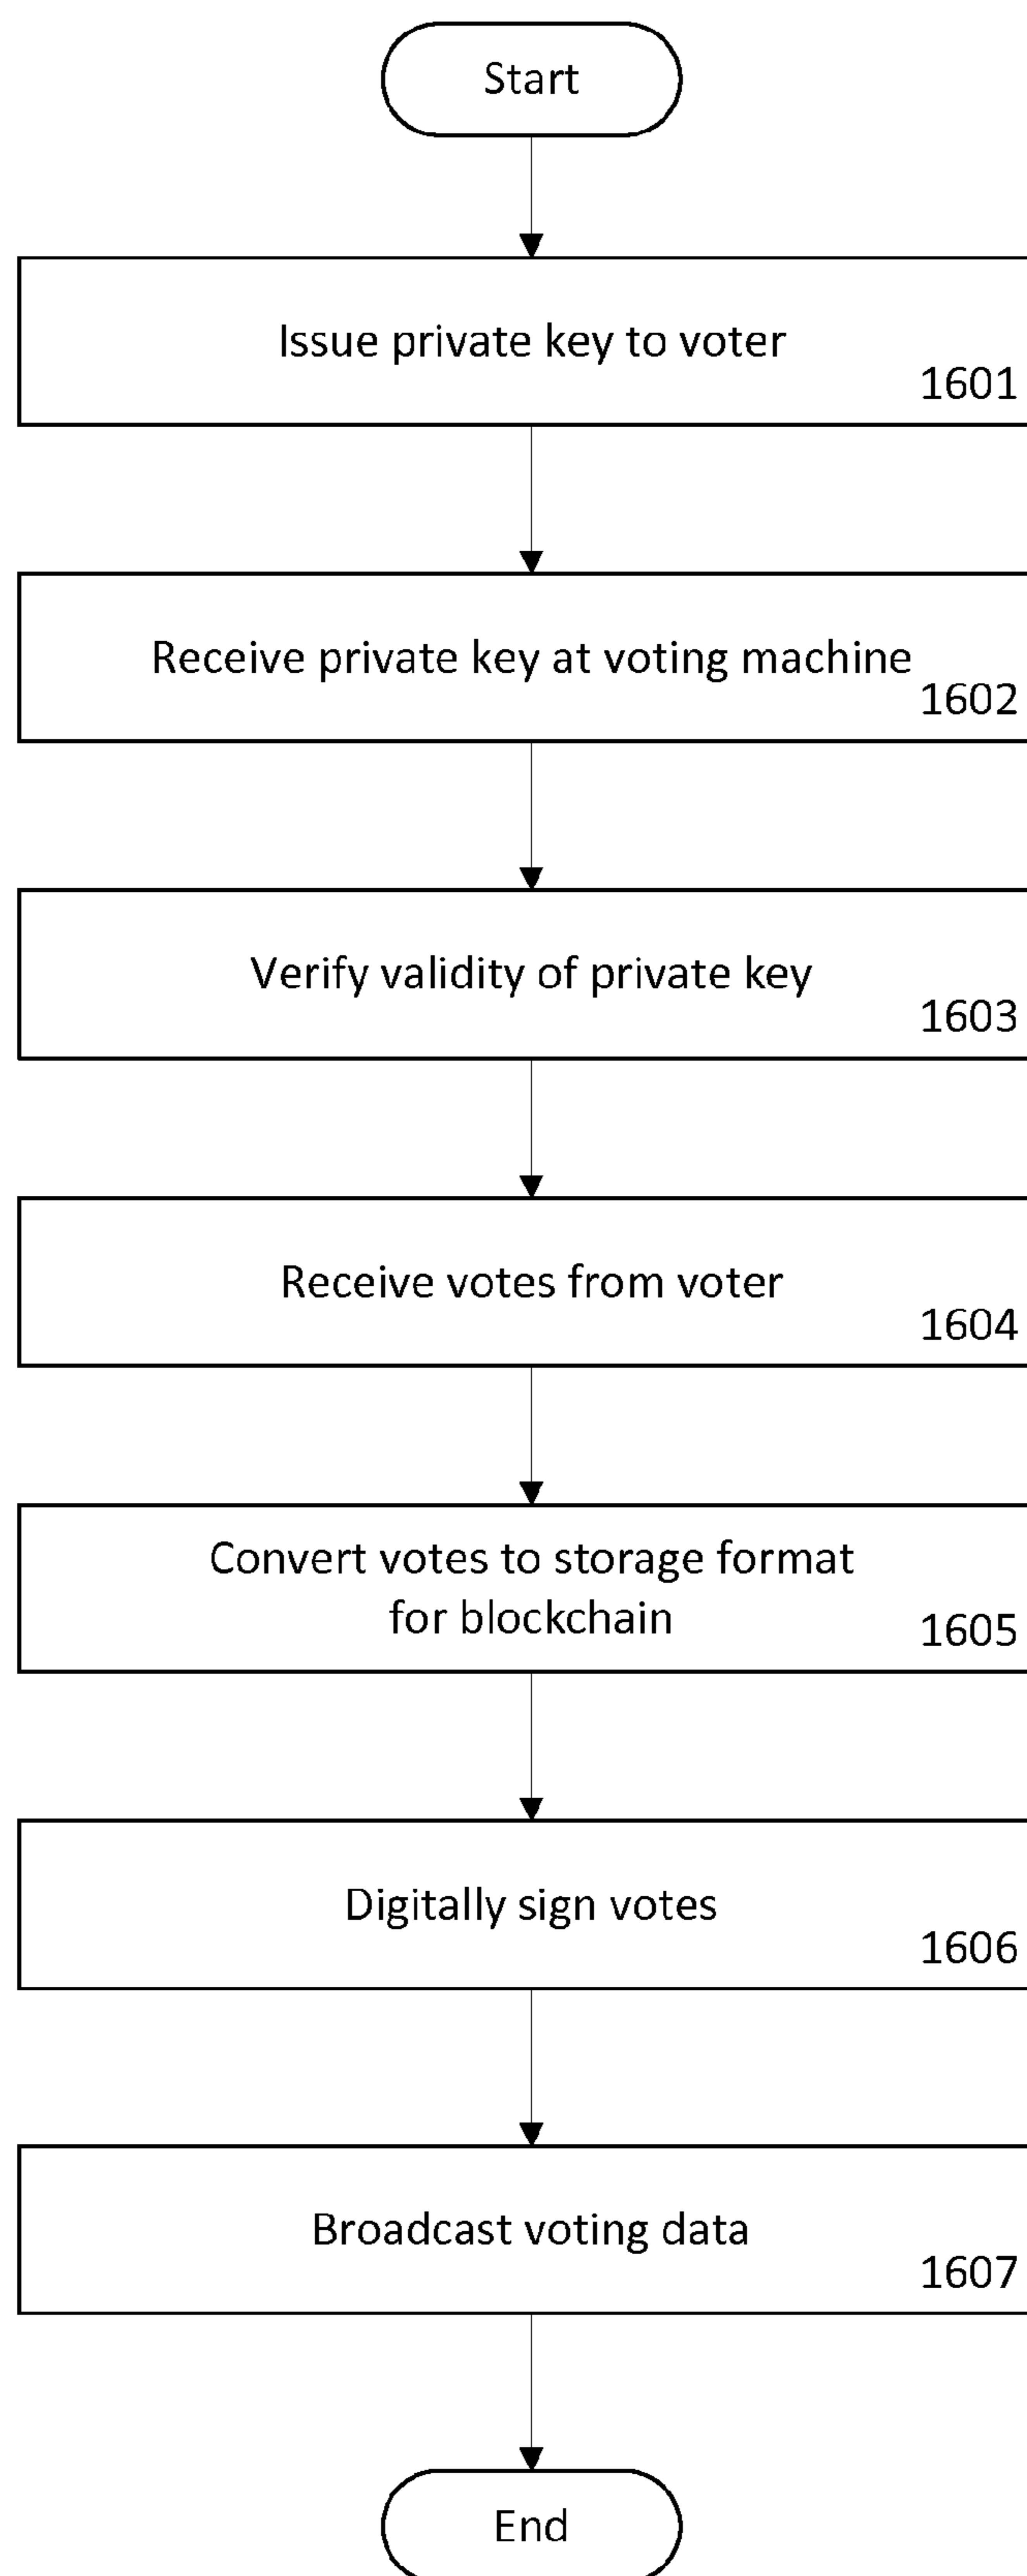 Start
Issue private key to voter
1601
Receive private key at voting machine
1602
Verify validity of private key
1603
Receive votes from voter
1604
Convert votes to storage format
for blockchain
1605
Digitally sign votes
1606
Broadcast voting data
1607
End